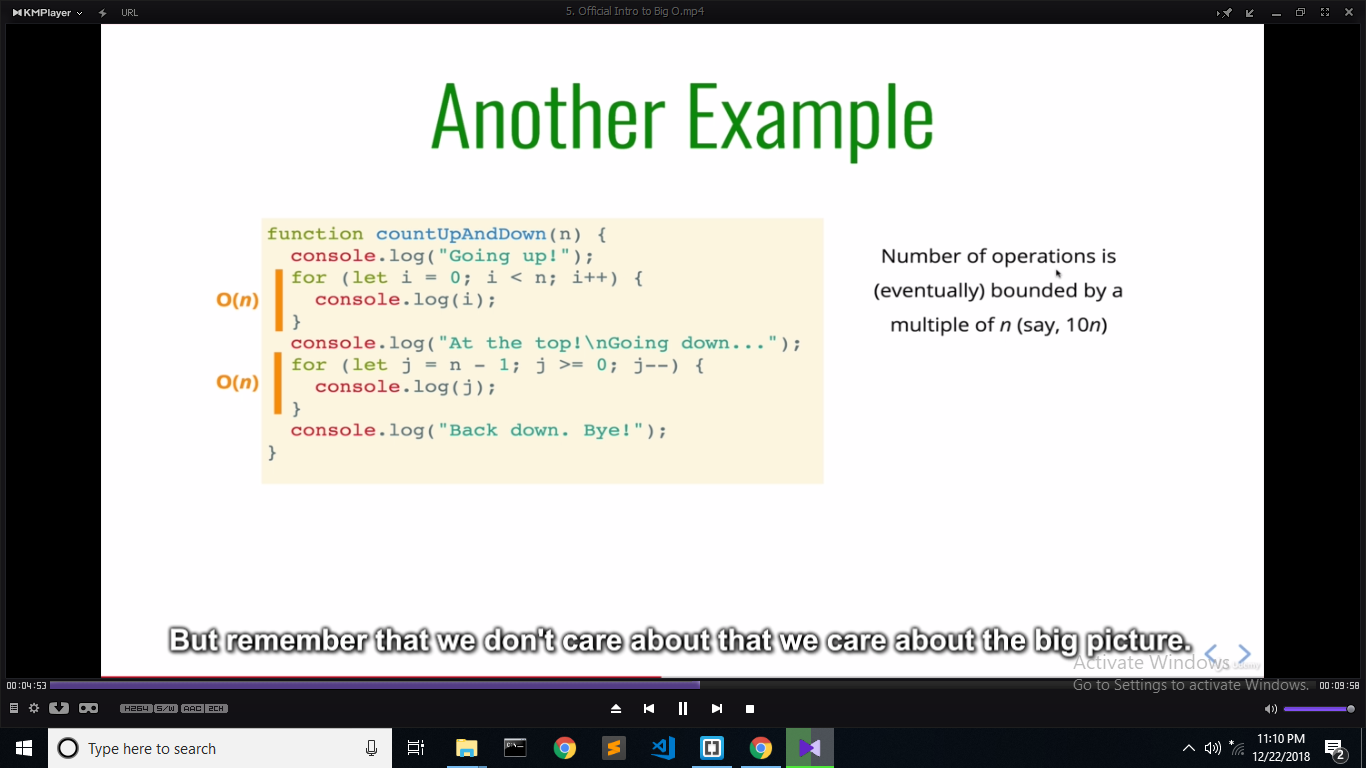 KMPlayer
URL
5. Official Intro to Big O.mp4
Another Example
function countUpAndDown(n) {
console.log("Going up!");
for (let i = 0; i < n; i++) {
console.log(i);
}
console.log("At the top!\nGoing down...");
for (let j = n - 1; j >= 0; j--) {
console.log(j);
}
console.log("Back down. Bye!");
}
O(n)
O(n)
Number of operations is
(eventually) bounded by a
multiple of n (say, 10n)
But remember that we don't care about that we care about the big picture.
Activate Windows
Go to Settings to activate Windows.
00:04:53
00:09:58
H264 S/W AAC 2CH
Type here to search
11:10 PM
12/22/2018
2